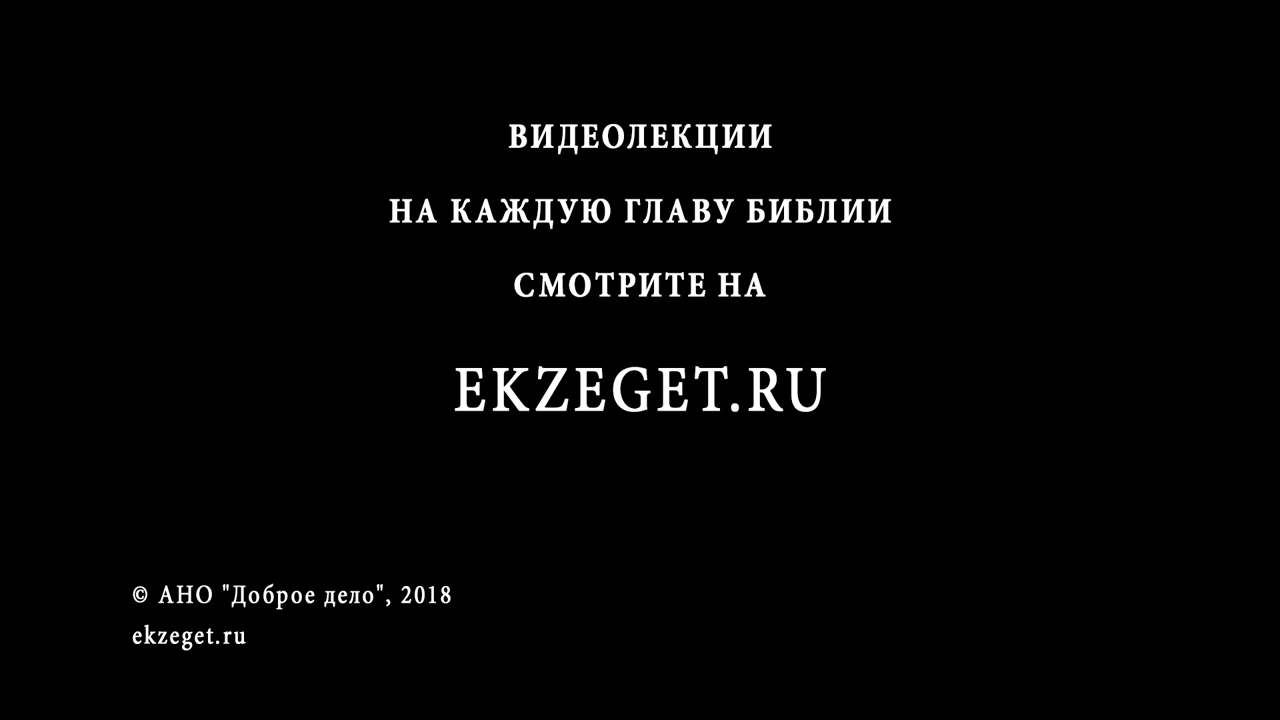 ВИДЕОЛЕКЦИИ
НА КАЖДУЮ ГЛАВУ БИБЛИИ
СМОТРИТЕ НА
EKZEGET.RU
© АНО "Доброе дело", 2018
ekzeget.ru